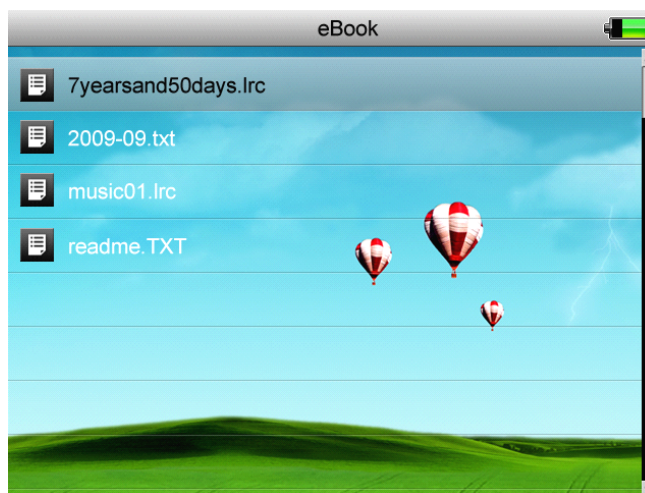 eBook
7yearsand50days.lrc
2009-09.txt
music01.lrc
readme.TXT